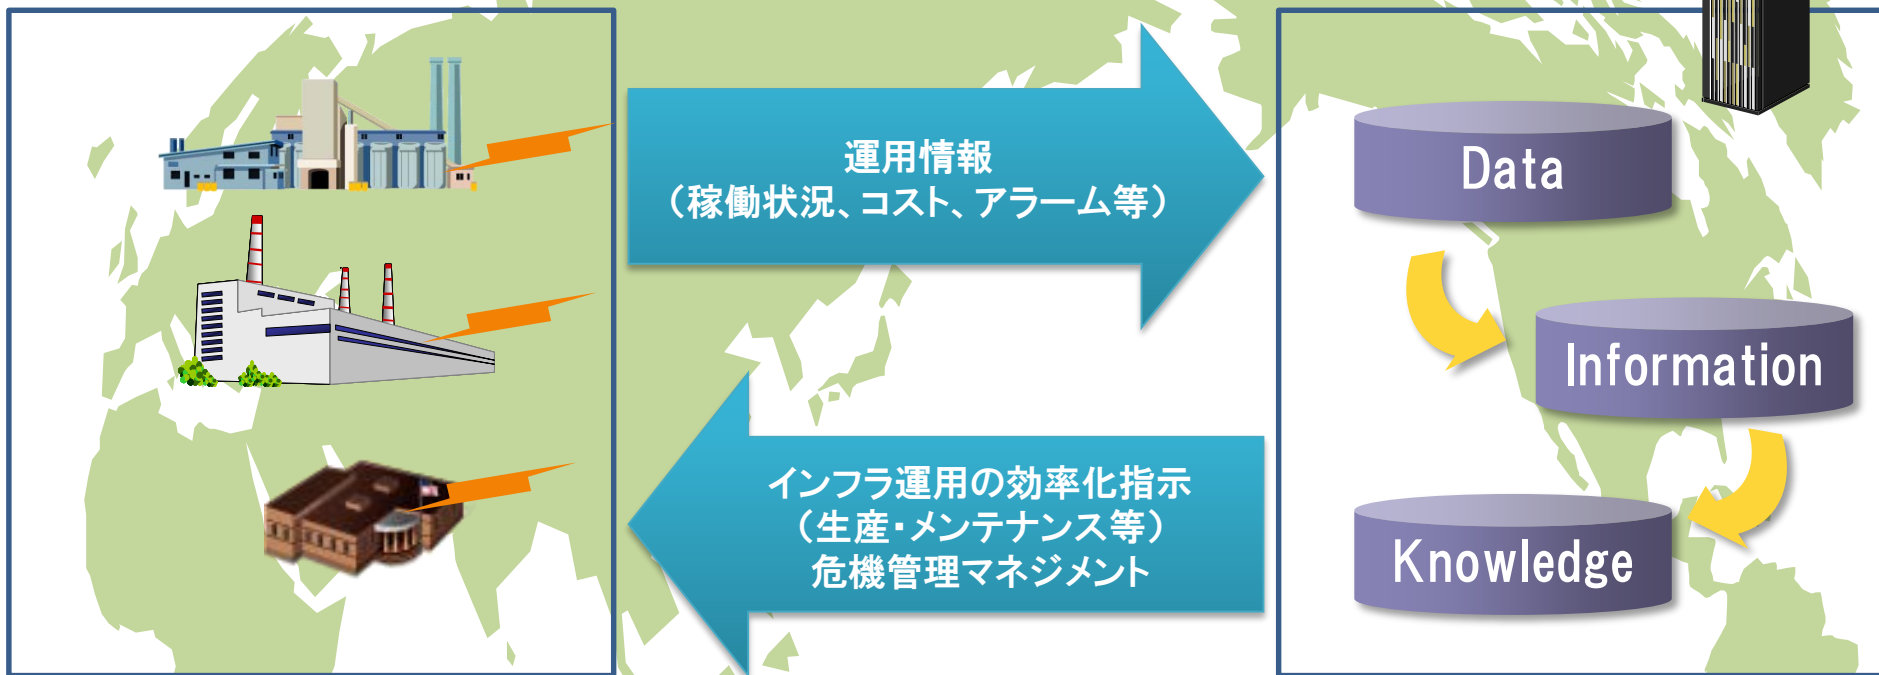 運用情報
（稼働状況、コスト、アラーム等）
インフラ運用の効率化指示
（生産・メンテナンス等）
危機管理マネジメント
Data
Information
Knowledge